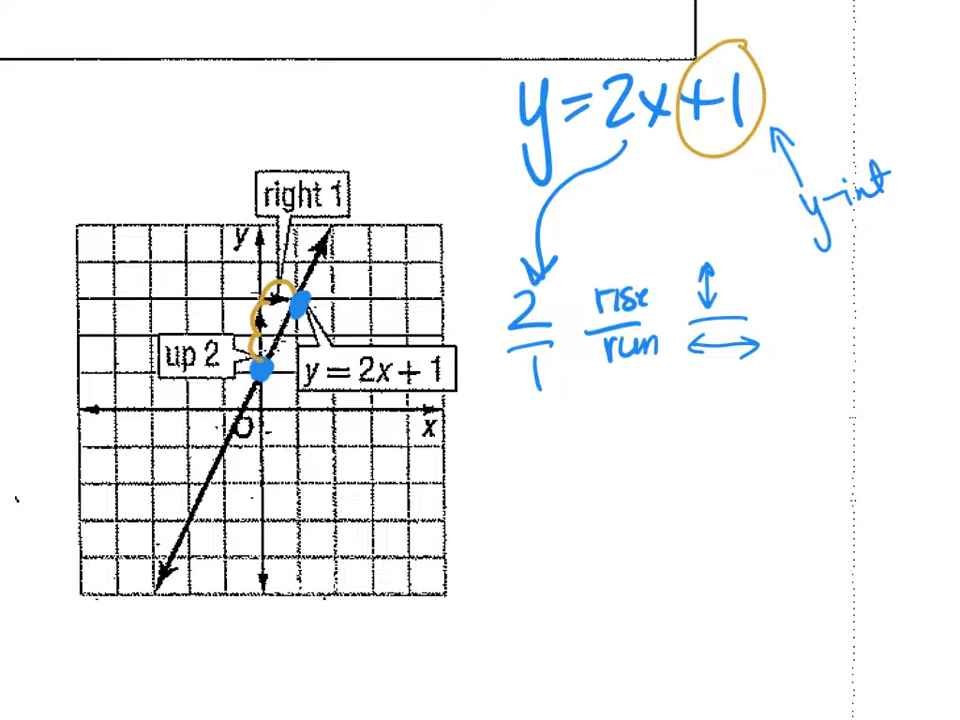 y=2x+1
y-int
right 1
y
2
1
rise
run
up 2
y = 2x + 1
O
x